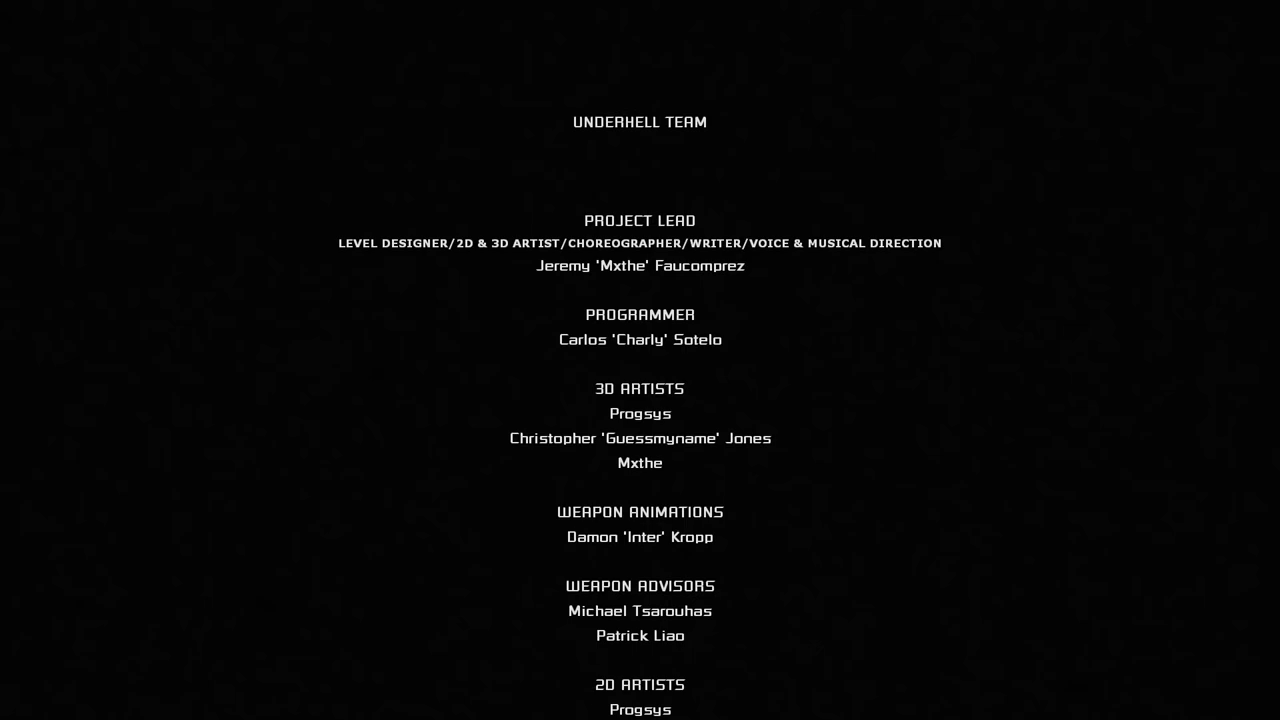 UNDERHELL TEAM
PROJECT LEAD
LEVEL DESIGNER/2D & 3D ARTIST/CHOREOGRAPHER/WRITER/VOICE & MUSICAL DIRECTION
Jeremy 'Mxthe' Faucomprez
PROGRAMMER
Carlos 'Charly' Sotelo
3D ARTISTS
Progsys
Christopher 'Guessmyname' Jones
Mxthe
WEAPON ANIMATIONS
Damon 'Inter' Kropp
WEAPON ADVISORS
Michael Tsarouhas
Patrick Liao
2D ARTISTS
Progsys